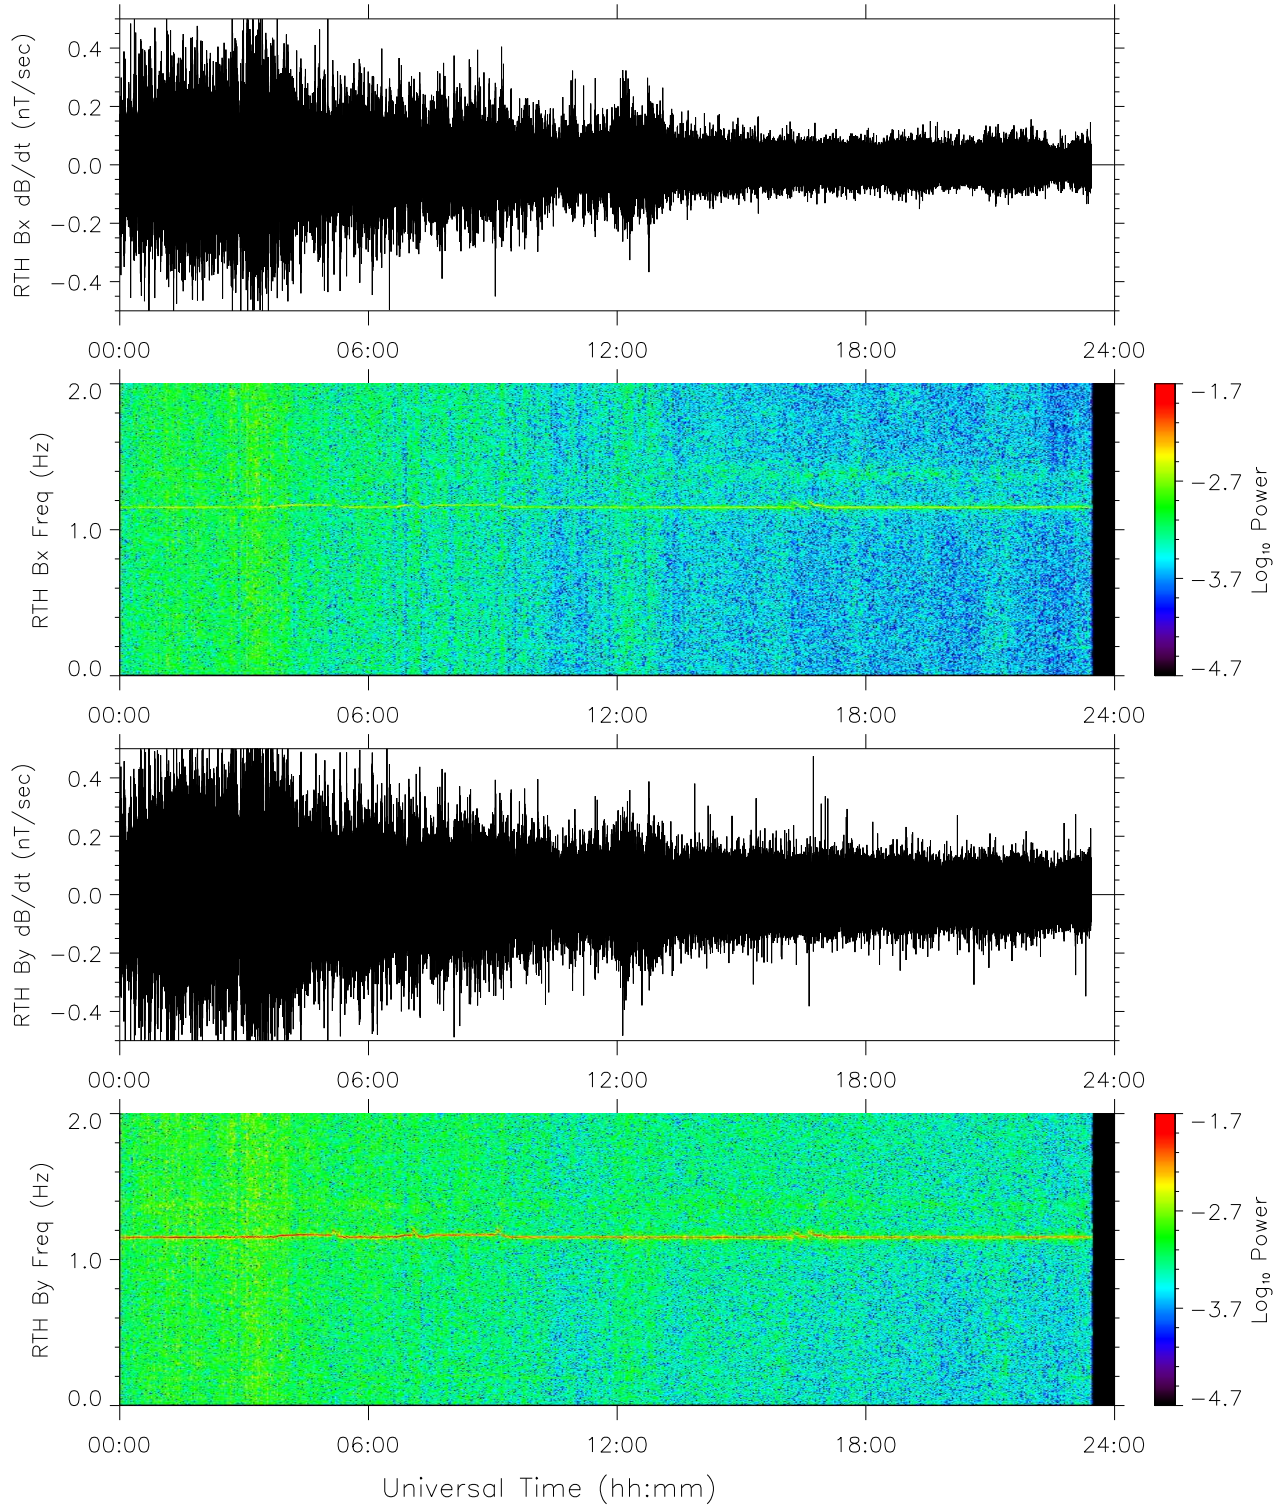 RTH Bx dB/dt (nT/sec)
0.4
0.2
0.0
−0.2
−0.4
00:00 06:00 12:00 18:00 24:00
RTH Bx Freq (Hz)
2.0
1.0
0.0
−1.7
−2.7
−3.7
−4.7
Log₁₀ Power
00:00 06:00 12:00 18:00 24:00
RTH By dB/dt (nT/sec)
0.4
0.2
0.0
−0.2
−0.4
00:00 06:00 12:00 18:00 24:00
RTH By Freq (Hz)
2.0
1.0
0.0
−1.7
−2.7
−3.7
−4.7
Log₁₀ Power
00:00 06:00 12:00 18:00 24:00
Universal Time (hh:mm)